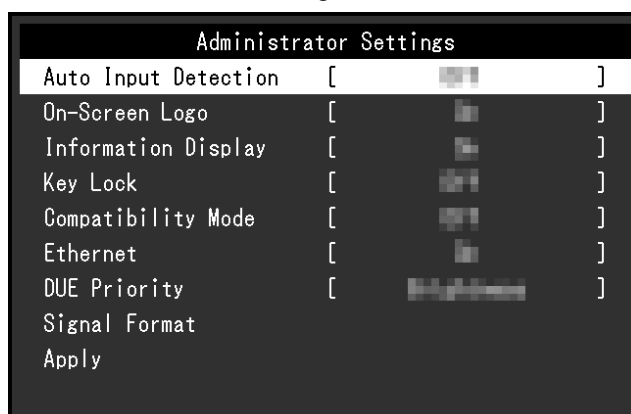 Administrator Settings
Auto Input Detection [ ]
On-Screen Logo [ ]
Information Display [ ]
Key Lock [ ]
Compatibility Mode [ ]
Ethernet [ ]
DUE Priority [ ]
Signal Format
Apply